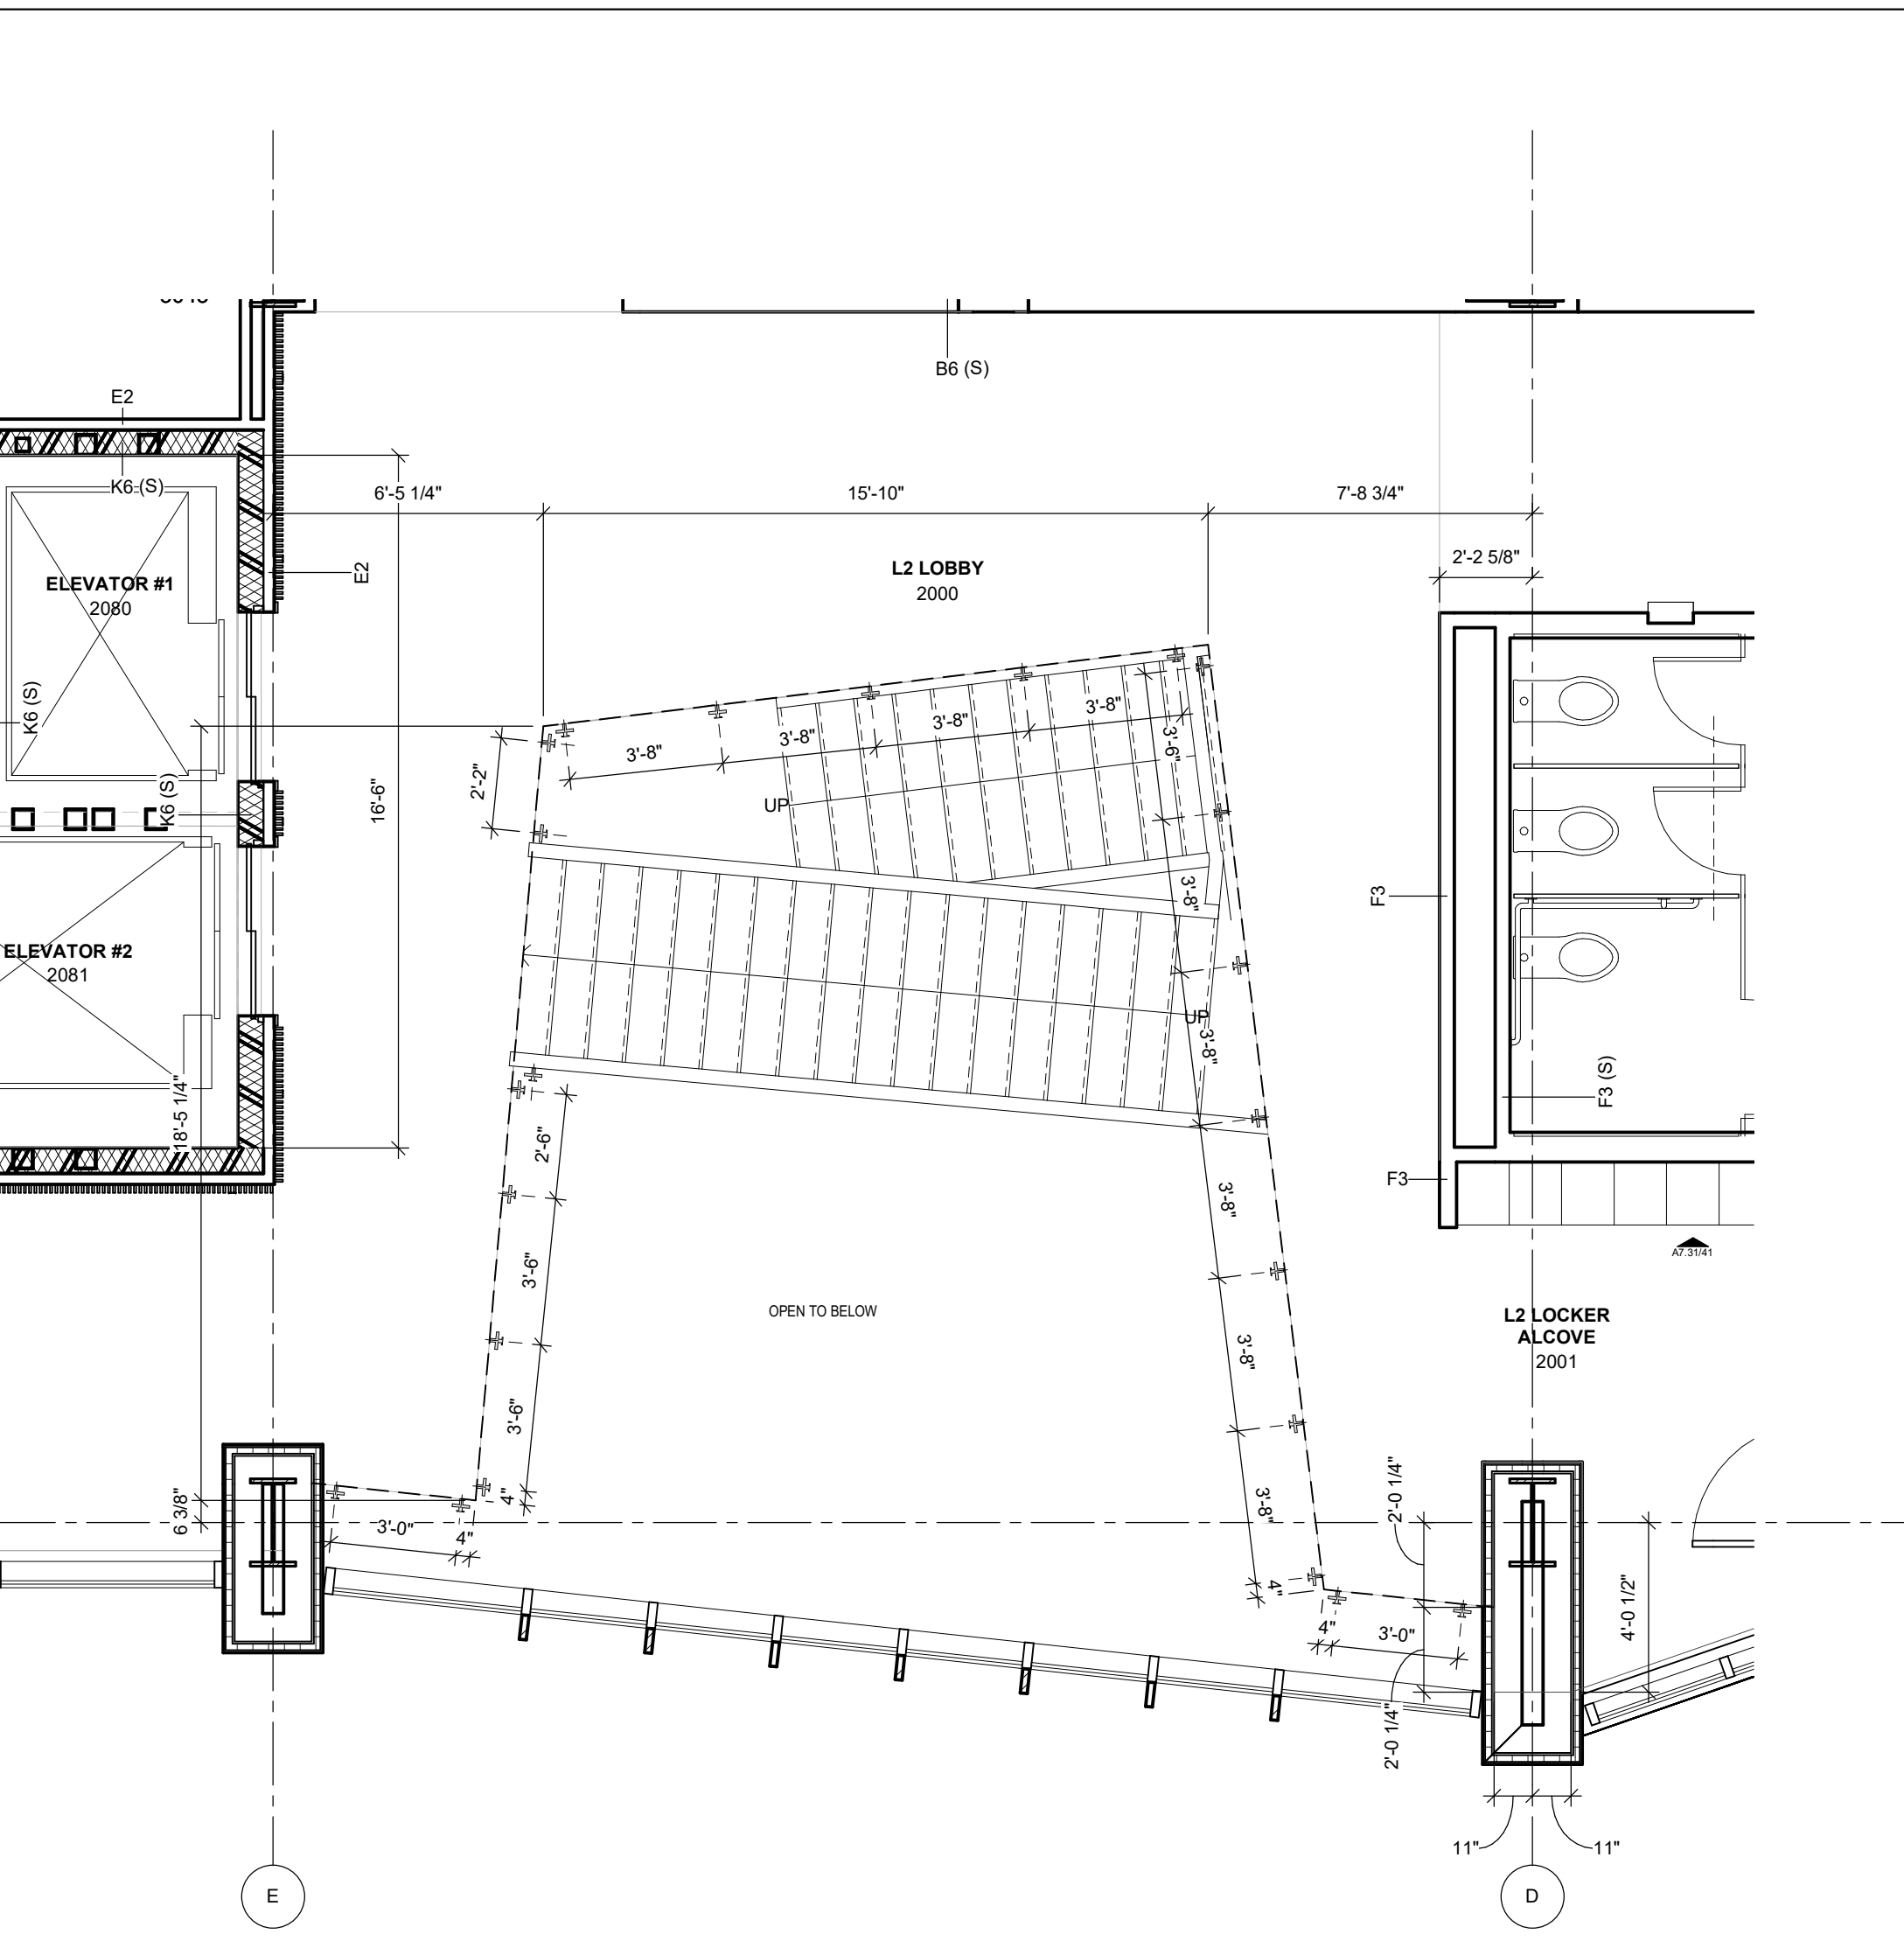 E2
B6 (S)
K6 (S)
6'-5 1/4"
15'-10"
7'-8 3/4"
2'-2 5/8"
ELEVATOR #1
2080
E2
L2 LOBBY
2000
K6 (S)
K6 (S)
16'-6"
2'-2"
3'-8"
3'-8"
3'-8"
3'-8"
3'-6"
UP
F3
3'-8"
ELEVATOR #2
2081
UP
3'-8"
18'-5 1/4"
F3 (S)
2'-6"
F3
3'-8"
A7.31/41
3'-6"
OPEN TO BELOW
L2 LOCKER
ALCOVE
2001
3'-8"
3'-6"
3'-8"
4"
6 3/8"
3'-0"
4"
2'-0 1/4"
4"
4"
3'-0"
4'-0 1/2"
2'-0 1/4"
11"
11"
E
D